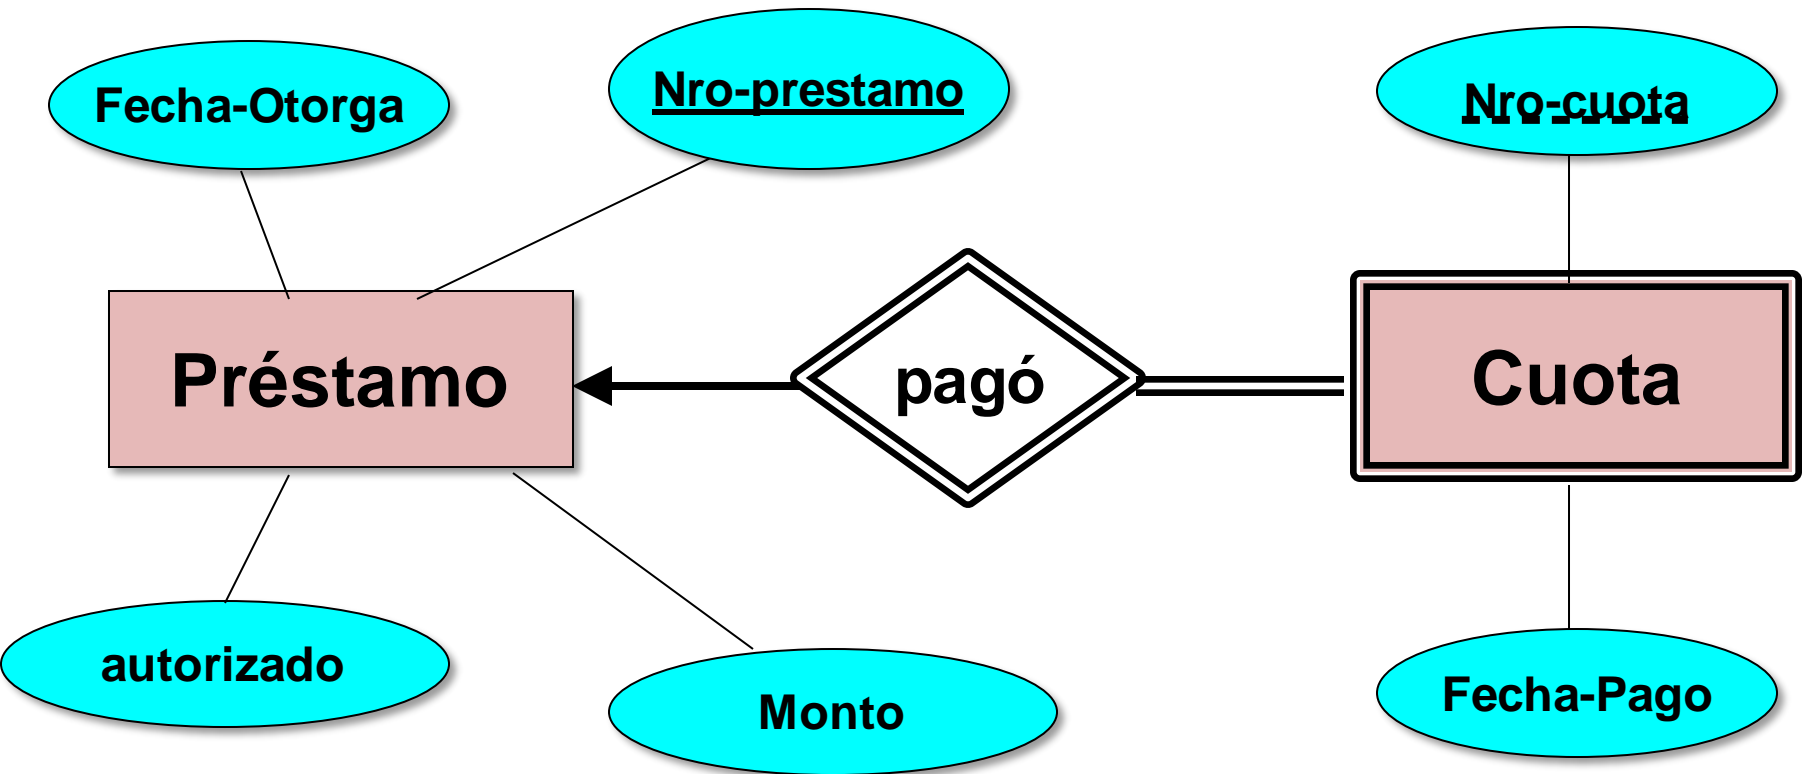 Fecha-Otorga
Nro-prestamo
Nro-cuota
Préstamo
pagó
Cuota
autorizado
Monto
Fecha-Pago